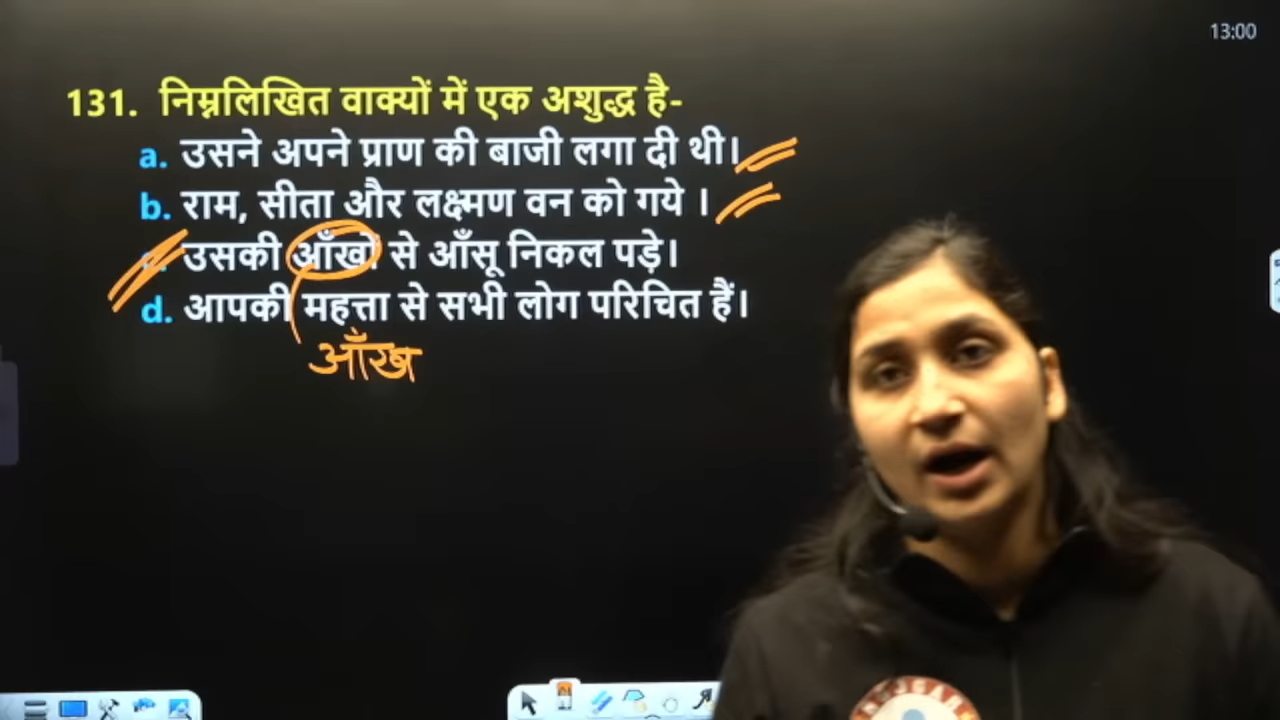 13:00
131. निम्नलिखित वाक्यों में एक अशुद्ध है-
a. उसने अपने प्राण की बाजी लगा दी थी।
b. राम, सीता और लक्ष्मण वन को गये ।
उसकी आँखों से आँसू निकल पड़े।
d. आपकी महत्ता से सभी लोग परिचित हैं।
आँख